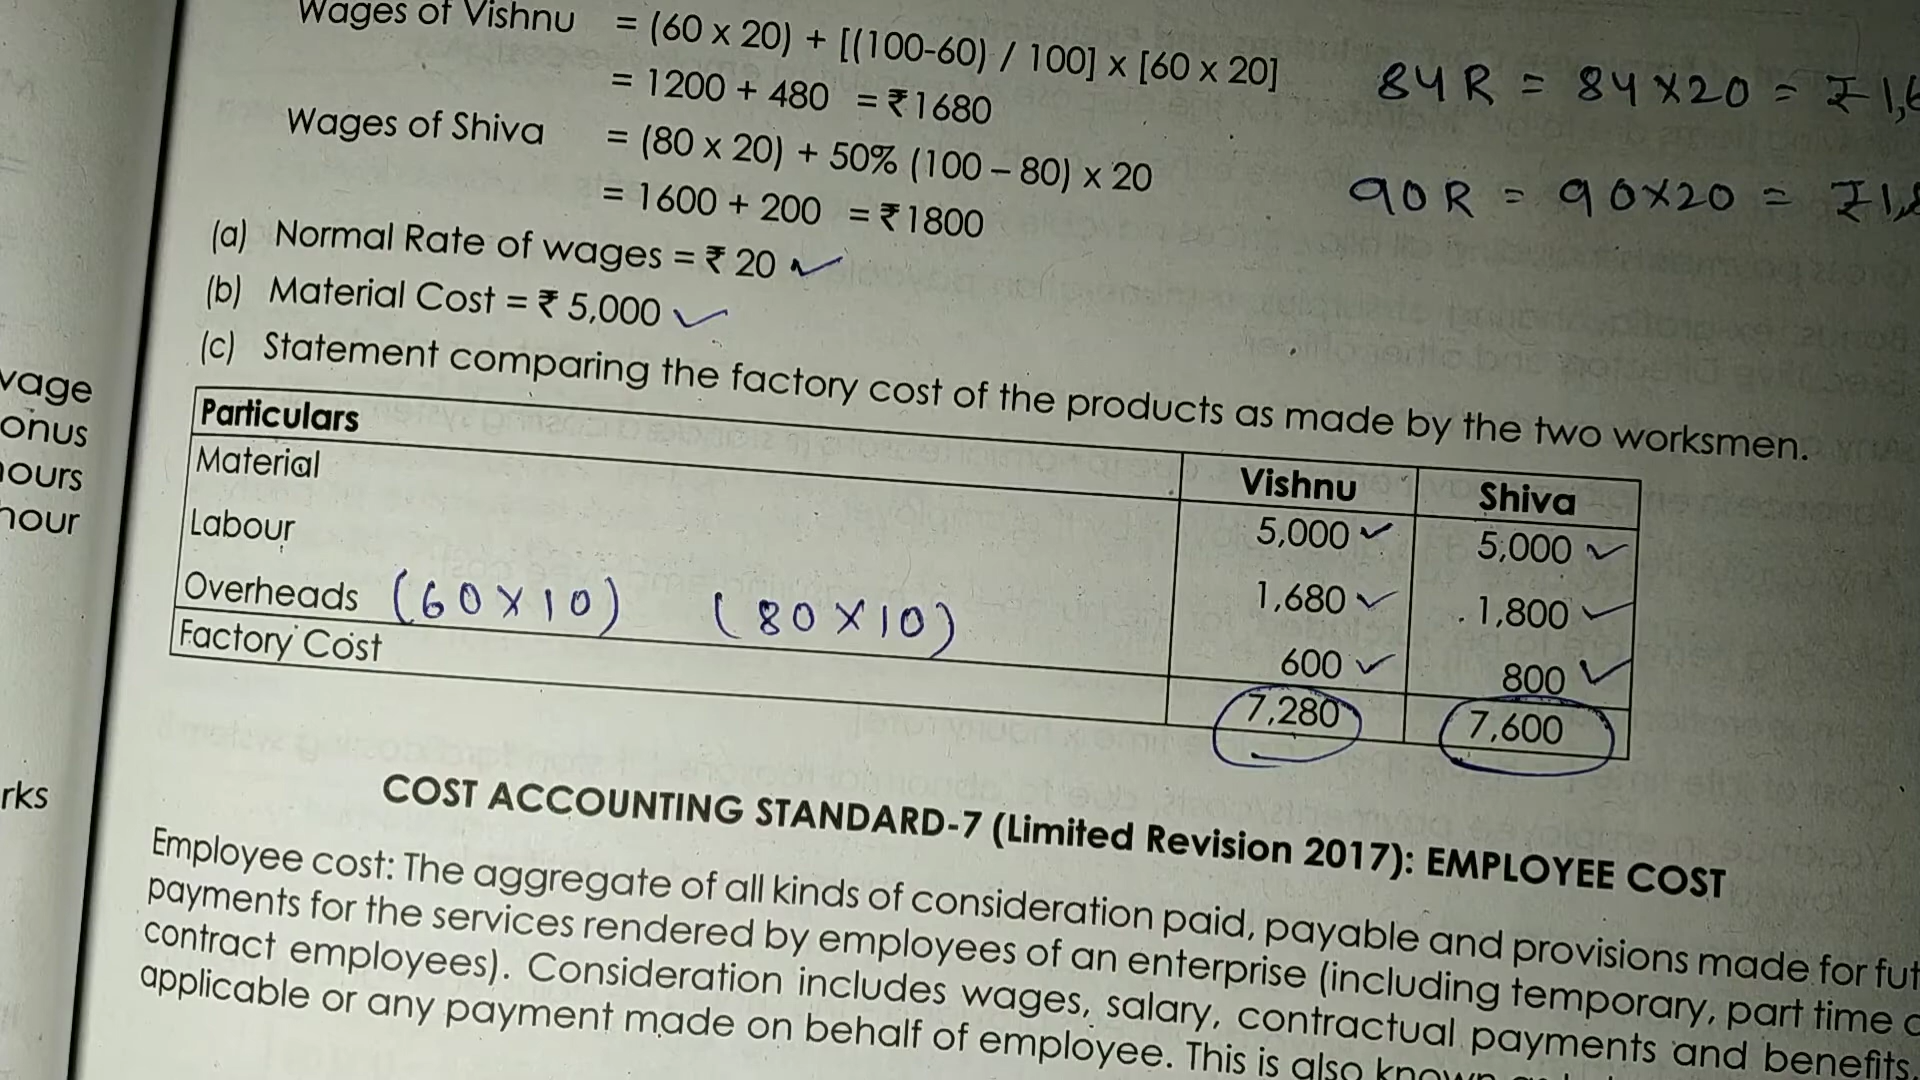 Wages of Vishnu = (60 x 20) + [(100-60) / 100] x [60 x 20]
= 1200 + 480 = ₹1680
84 R = 84 x 20 = ₹1,6
Wages of Shiva = (80 x 20) + 50% (100 – 80) x 20
= 1600 + 200 = ₹1800
90 R = 90x20 = ₹1,8
(a) Normal Rate of wages = ₹ 20 ✓
(b) Material Cost = ₹ 5,000 ✓
(c) Statement comparing the factory cost of the products as made by the two worksmen.
Particulars Vishnu Shiva
Material 5,000 ✓ 5,000 ✓
Labour 1,680 ✓ 1,800 ✓
Overheads (60 x 10) (80 x 10) 600 ✓ 800 ✓
Factory Cost 7,280 7,600
COST ACCOUNTING STANDARD-7 (Limited Revision 2017): EMPLOYEE COST
Employee cost: The aggregate of all kinds of consideration paid, payable and provisions made for fut
payments for the services rendered by employees of an enterprise (including temporary, part time
contract employees). Consideration includes wages, salary, contractual payments and benefits,
applicable or any payment made on behalf of employee. This is also known
vage
onus
hours
hour
rks